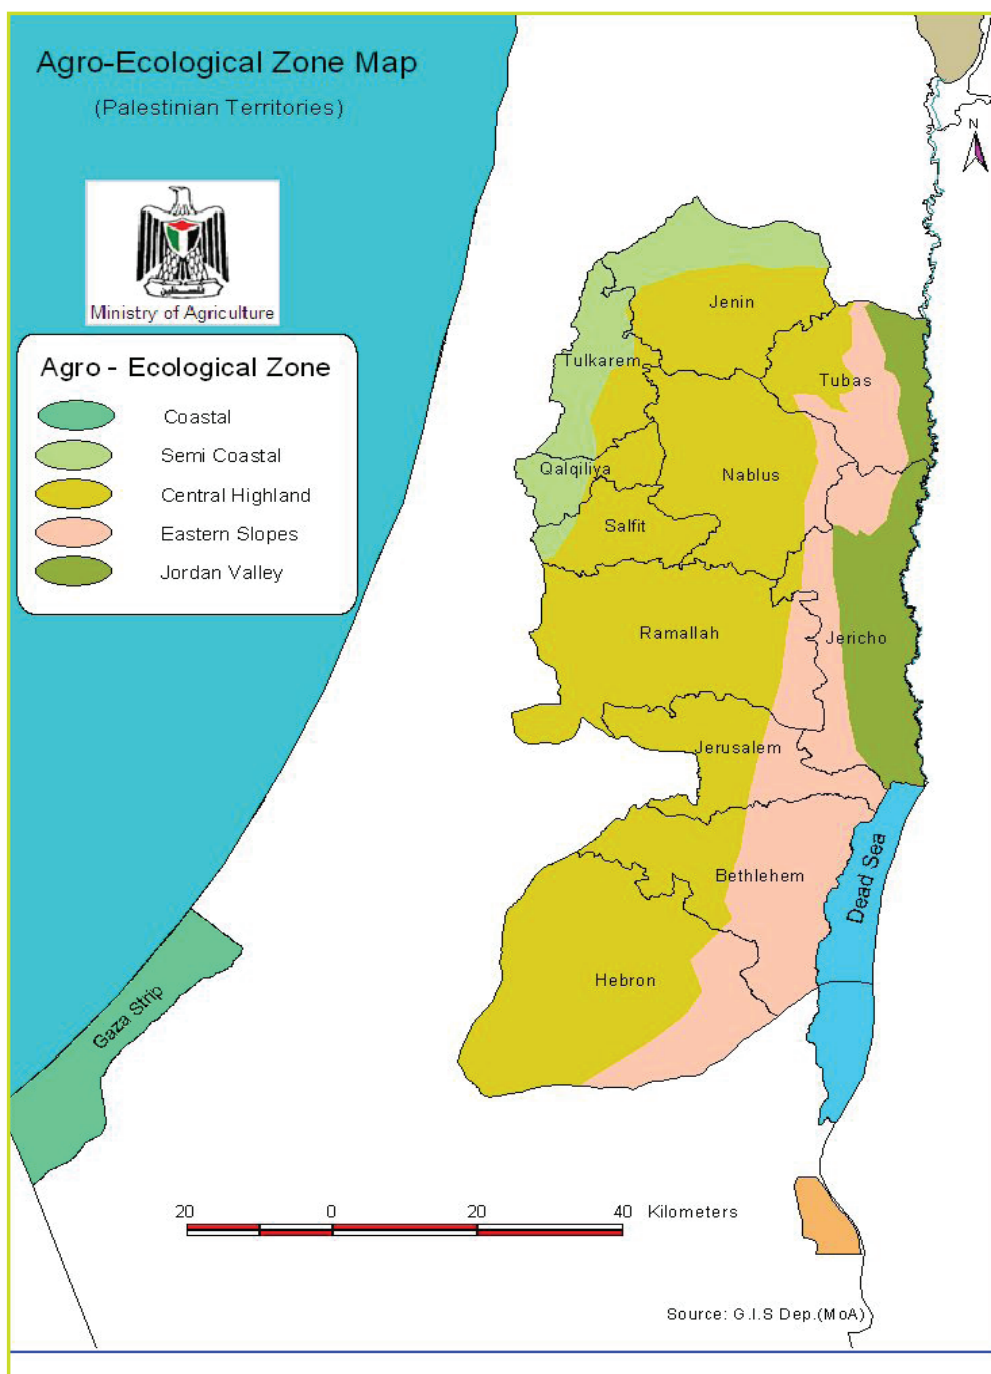 Agro-Ecological Zone Map
(Palestinian Territories)
N
Ministry of Agriculture
Agro - Ecological Zone
Coastal
Semi Coastal
Central Highland
Eastern Slopes
Jordan Valley
Jenin
Tulkarem
Tubas
Qalqiliya
Nablus
Salfit
Ramallah
Jericho
Jerusalem
Bethlehem
Dead Sea
Hebron
Gaza Strip
20 0 20 40 Kilometers
Source: G.I.S Dep.(MoA)